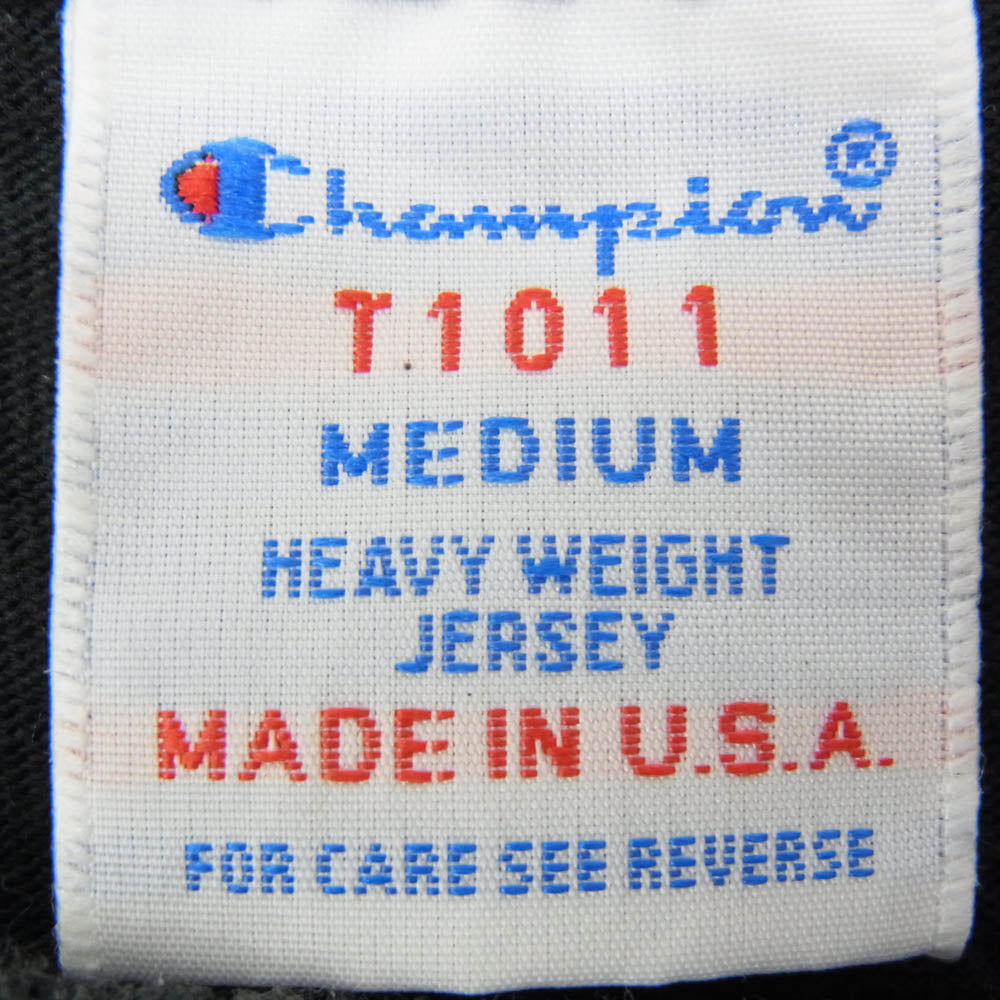 Champion®
T1011
MEDIUM
HEAVY WEIGHT
JERSEY
MADE IN U.S.A.
FOR CARE SEE REVERSE